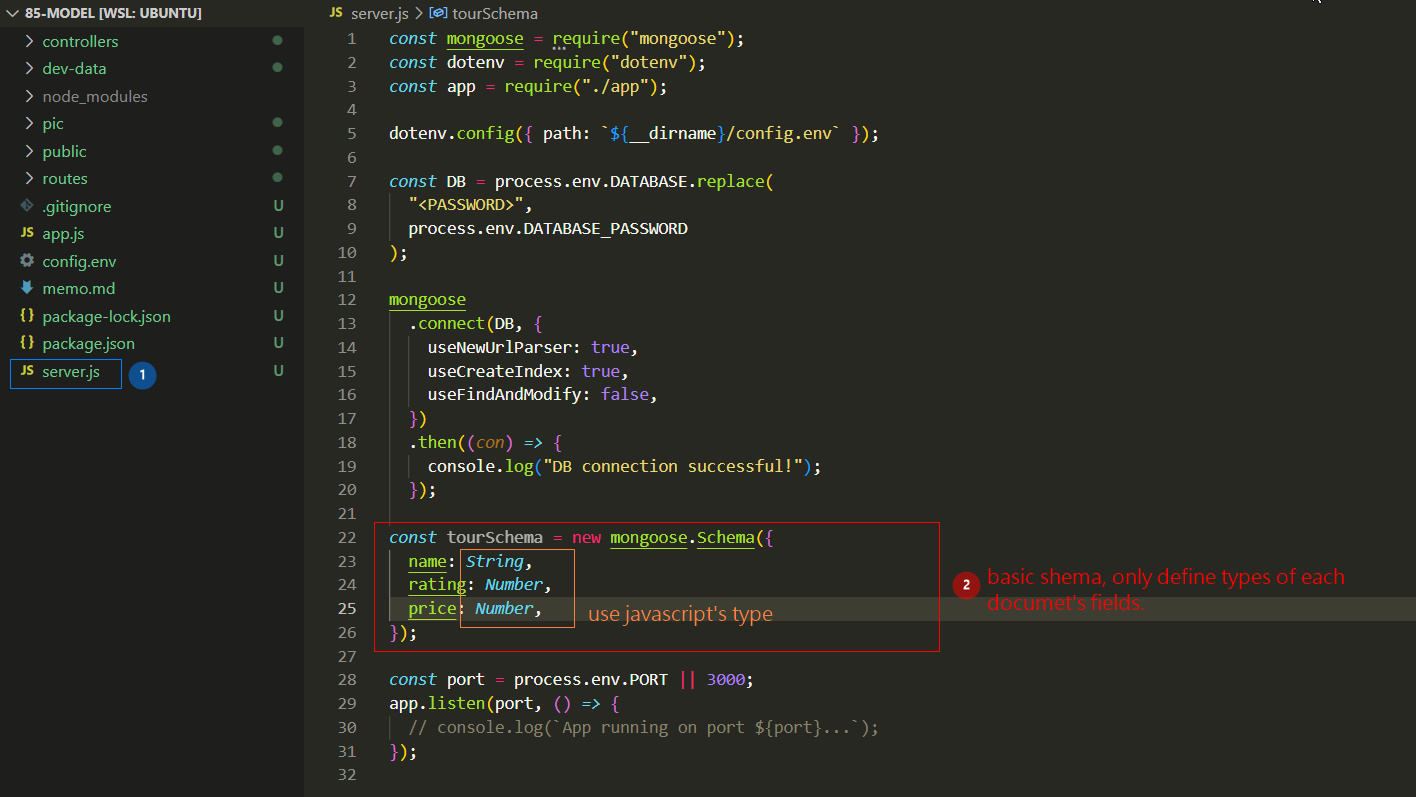 85-MODEL [WSL: UBUNTU]
controllers
dev-data
node_modules
pic
public
routes
.gitignore U
JS app.js U
config.env U
memo.md U
{} package-lock.json U
{} package.json U
JS server.js 1 U
JS server.js > tourSchema
1 const mongoose = require("mongoose");
2 const dotenv = require("dotenv");
3 const app = require("./app");
4
5 dotenv.config({ path: `${__dirname}/config.env` });
6
7 const DB = process.env.DATABASE.replace(
8 "<PASSWORD>",
9 process.env.DATABASE_PASSWORD
10 );
11
12 mongoose
13 .connect(DB, {
14 useNewUrlParser: true,
15 useCreateIndex: true,
16 useFindAndModify: false,
17 })
18 .then((con) => {
19 console.log("DB connection successful!");
20 });
21
22 const tourSchema = new mongoose.Schema({
23 name: String,
24 rating: Number,
25 price: Number,
26 });
27
28 const port = process.env.PORT || 3000;
29 app.listen(port, () => {
30 // console.log(`App running on port ${port}...`);
31 });
32
use javascript's type
2 basic shema, only define types of each
documet's fields.